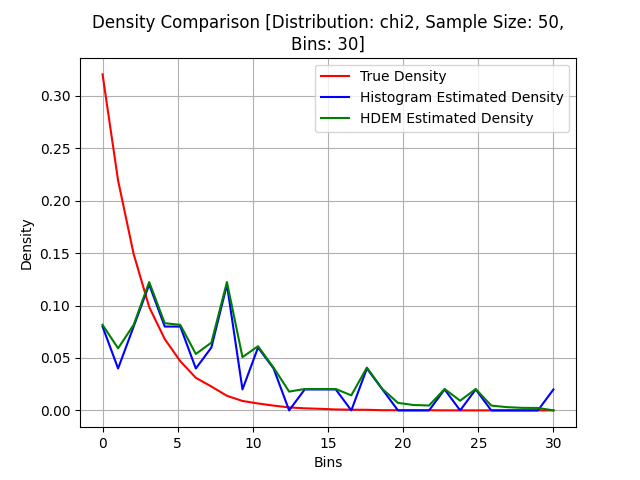 Density Comparison [Distribution: chi2, Sample Size: 50,
Bins: 30]
True Density
Histogram Estimated Density
HDEM Estimated Density
Density
0.30
0.25
0.20
0.15
0.10
0.05
0.00
0 5 10 15 20 25 30
Bins